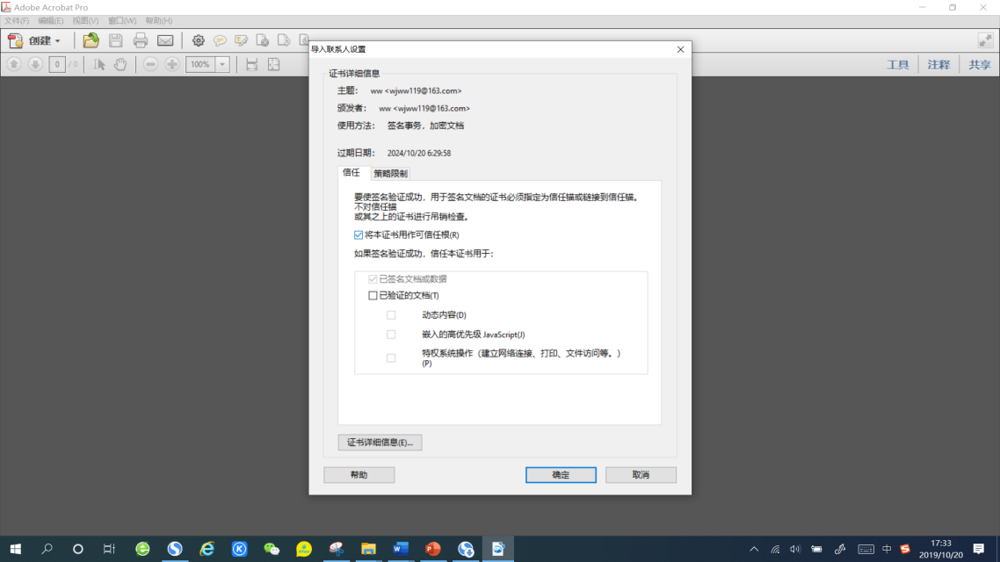 Adobe Acrobat Pro
文件(F) 编辑(E) 视图(V) 窗口(W) 帮助(H)
创建
0 / 0 100%
工具 注释 共享
导入联系人设置
证书详细信息
主题： ww <wjww119@163.com>
颁发者： ww <wjww119@163.com>
使用方法： 签名事务，加密文档
过期日期： 2024/10/20 6:29:58
信任 策略限制
要使签名验证成功，用于签名文档的证书必须指定为信任锚或链接到信任锚。
不对信任锚
或其之上的证书进行吊销检查。
将本证书用作可信任根(R)
如果签名验证成功，信任本证书用于：
已签名文档或数据
已验证的文档(T)
动态内容(D)
嵌入的高优先级 JavaScript(J)
特权系统操作（建立网络连接、打印、文件访问等。）
(P)
证书详细信息(E)...
帮助 确定 取消
中
17:33
2019/10/20